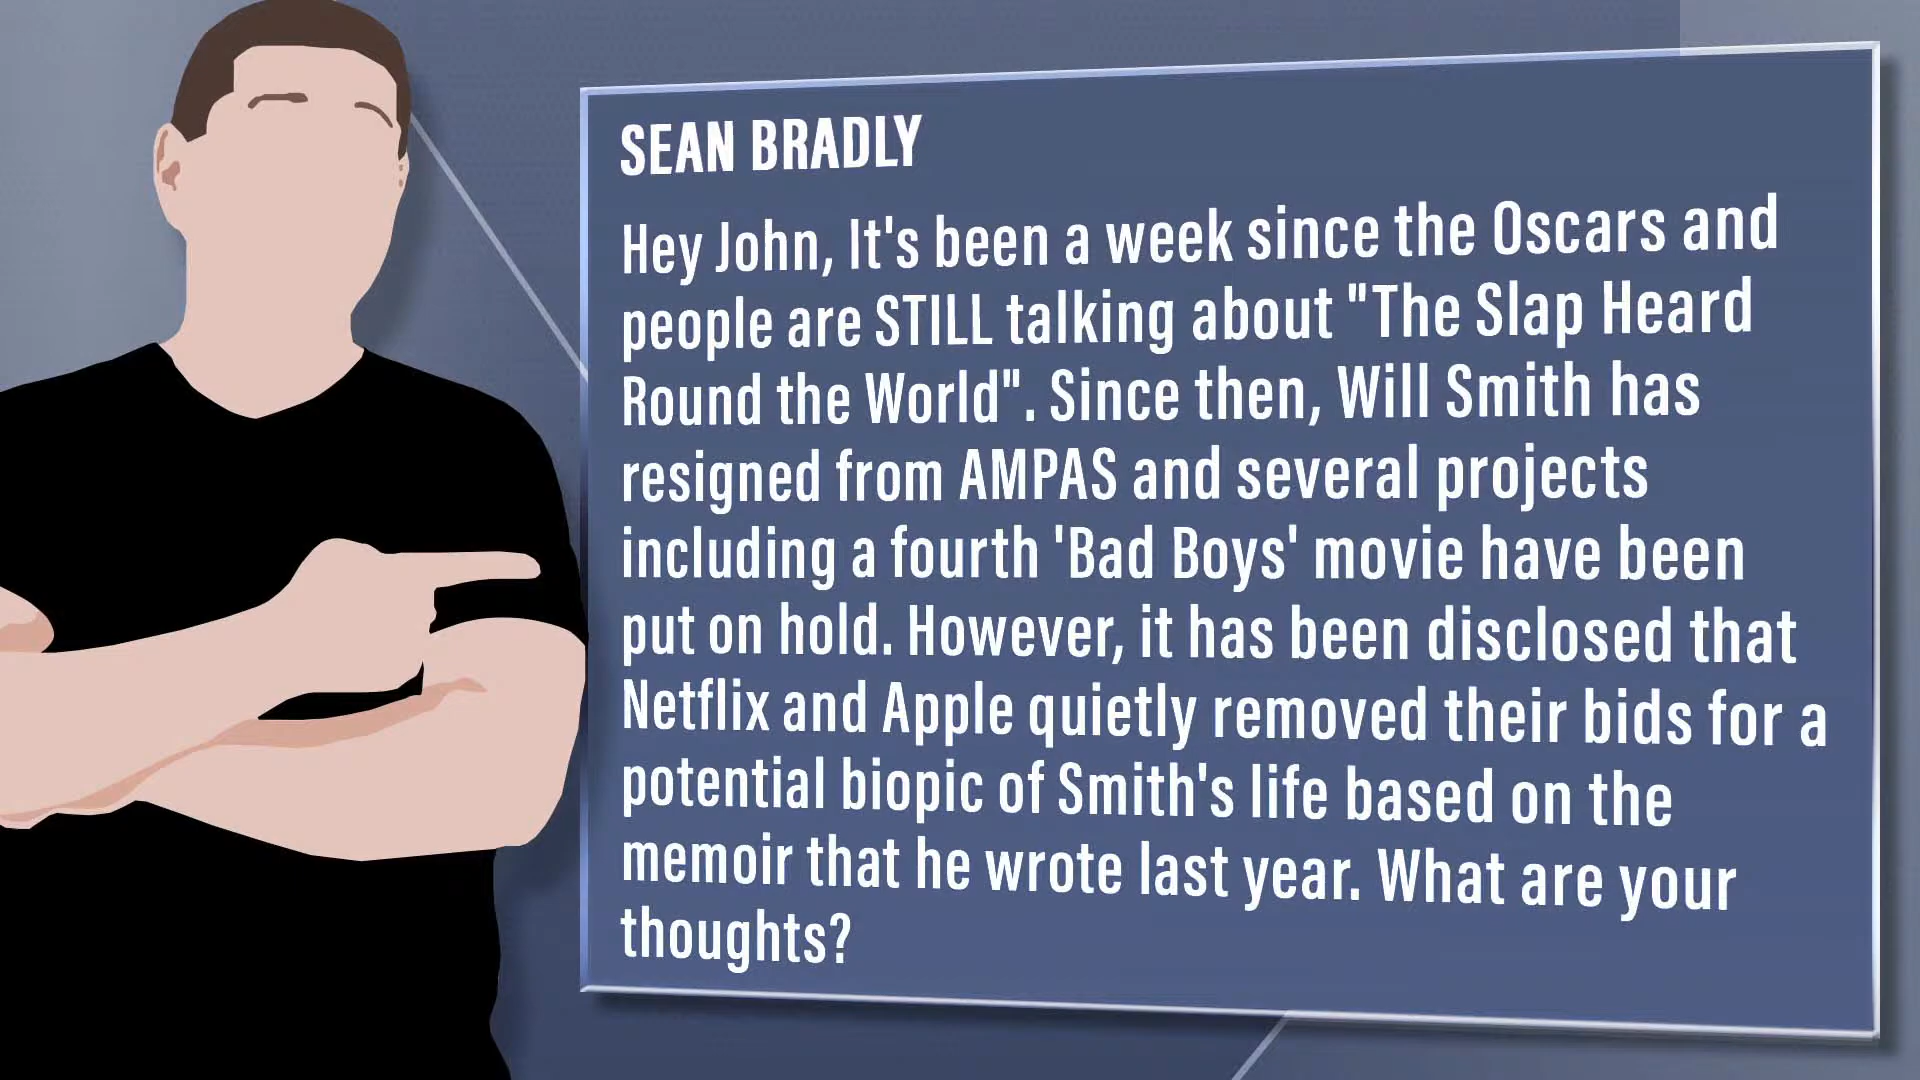 SEAN BRADLY
Hey John, It's been a week since the Oscars and
people are STILL talking about "The Slap Heard
Round the World". Since then, Will Smith has
resigned from AMPAS and several projects
including a fourth 'Bad Boys' movie have been
put on hold. However, it has been disclosed that
Netflix and Apple quietly removed their bids for a
potential biopic of Smith's life based on the
memoir that he wrote last year. What are your
thoughts?